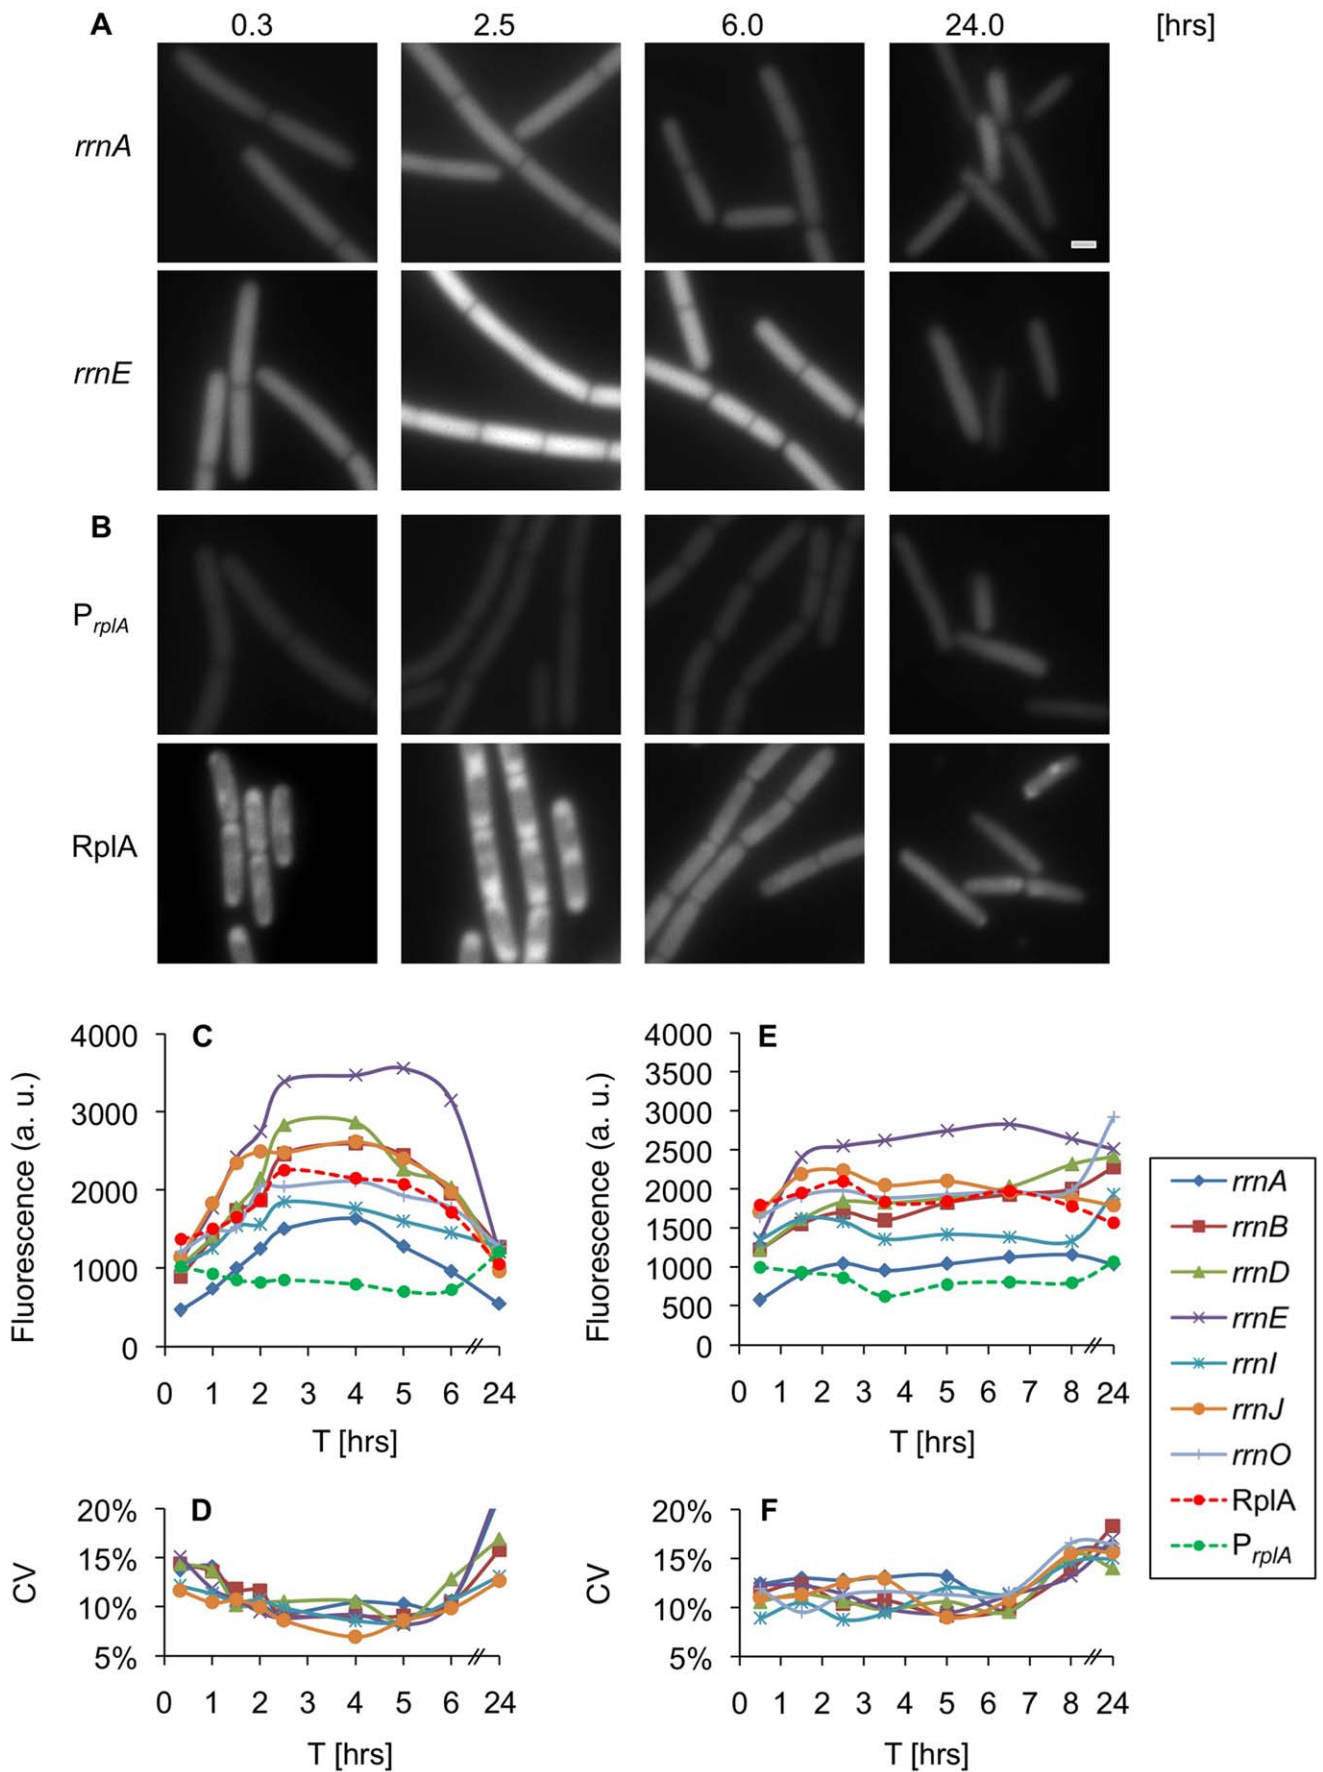 A 0.3 2.5 6.0 24.0 [hrs]
rrnA
rrnE
B
PrplA
RplA
C
4000
3000
2000
1000
0
Fluorescence (a. u.)
0 1 2 4 5 6 24
T [hrs]
E
4000
3500
3000
2500
2000
1500
1000
500
0
Fluorescence (a. u.)
0 1 2 3 4 5 6 7 8 24
T [hrs]
rrnA
rrnB
rrnD
rrnE
rrnI
rrnJ
rrnO
RplA
PrplA
D
20%
15%
10%
5%
CV
0 1 2 4 5 6 24
T [hrs]
F
20%
15%
10%
5%
CV
0 1 2 3 4 5 6 7 8 24
T [hrs]